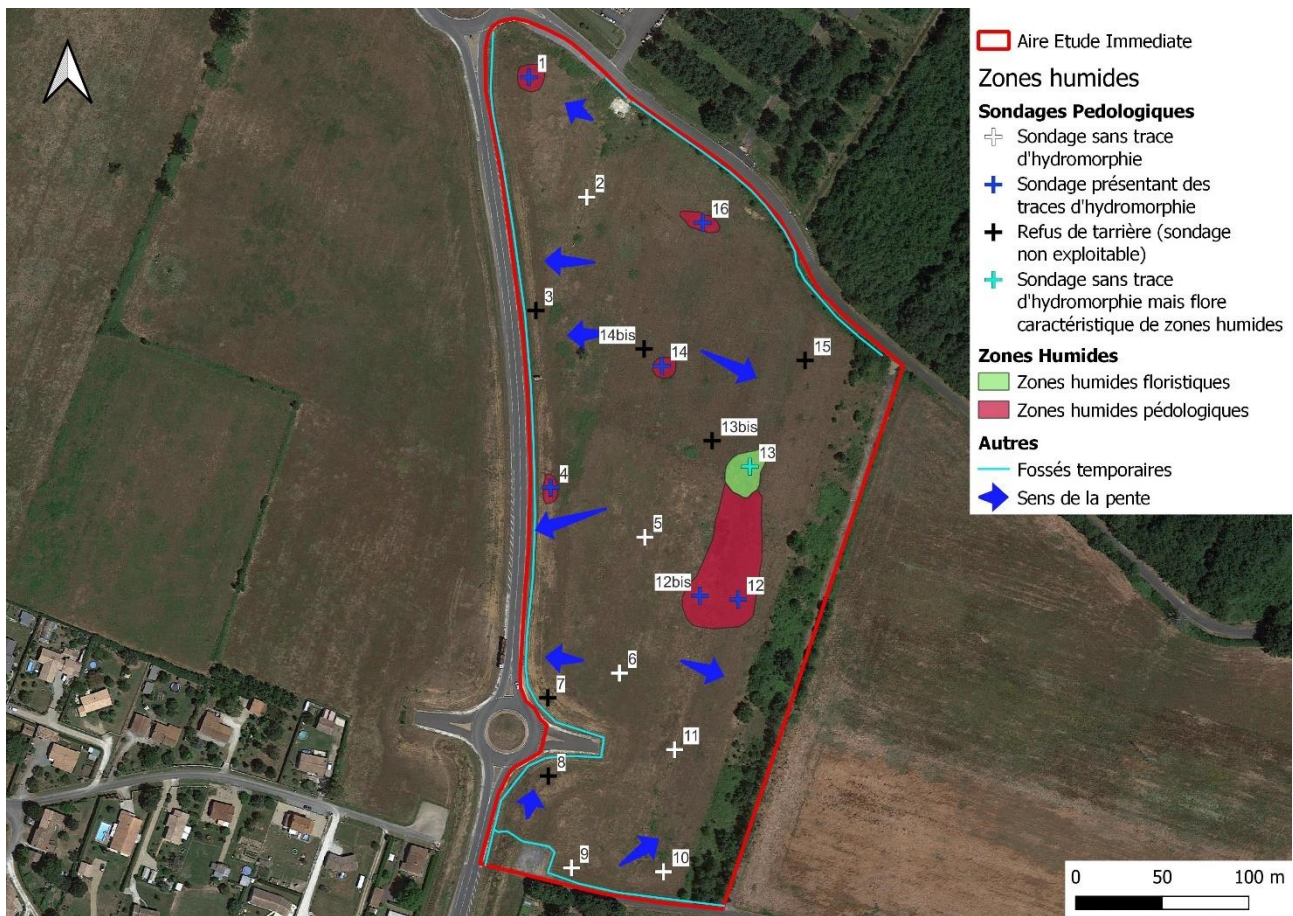 Aire Etude Immediate
Zones humides
Sondages Pedologiques
Sondage sans trace
d'hydromorphie
Sondage présentant des
traces d'hydromorphie
Refus de tarrière (sondage
non exploitable)
Sondage sans trace
d'hydromorphie mais flore
caractéristique de zones humides
Zones Humides
Zones humides floristiques
Zones humides pédologiques
Autres
Fossés temporaires
Sens de la pente
1
2
16
3
14bis
14
15
13bis
13
4
5
12bis
12
6
7
11
8
9
10
0 50 100 m